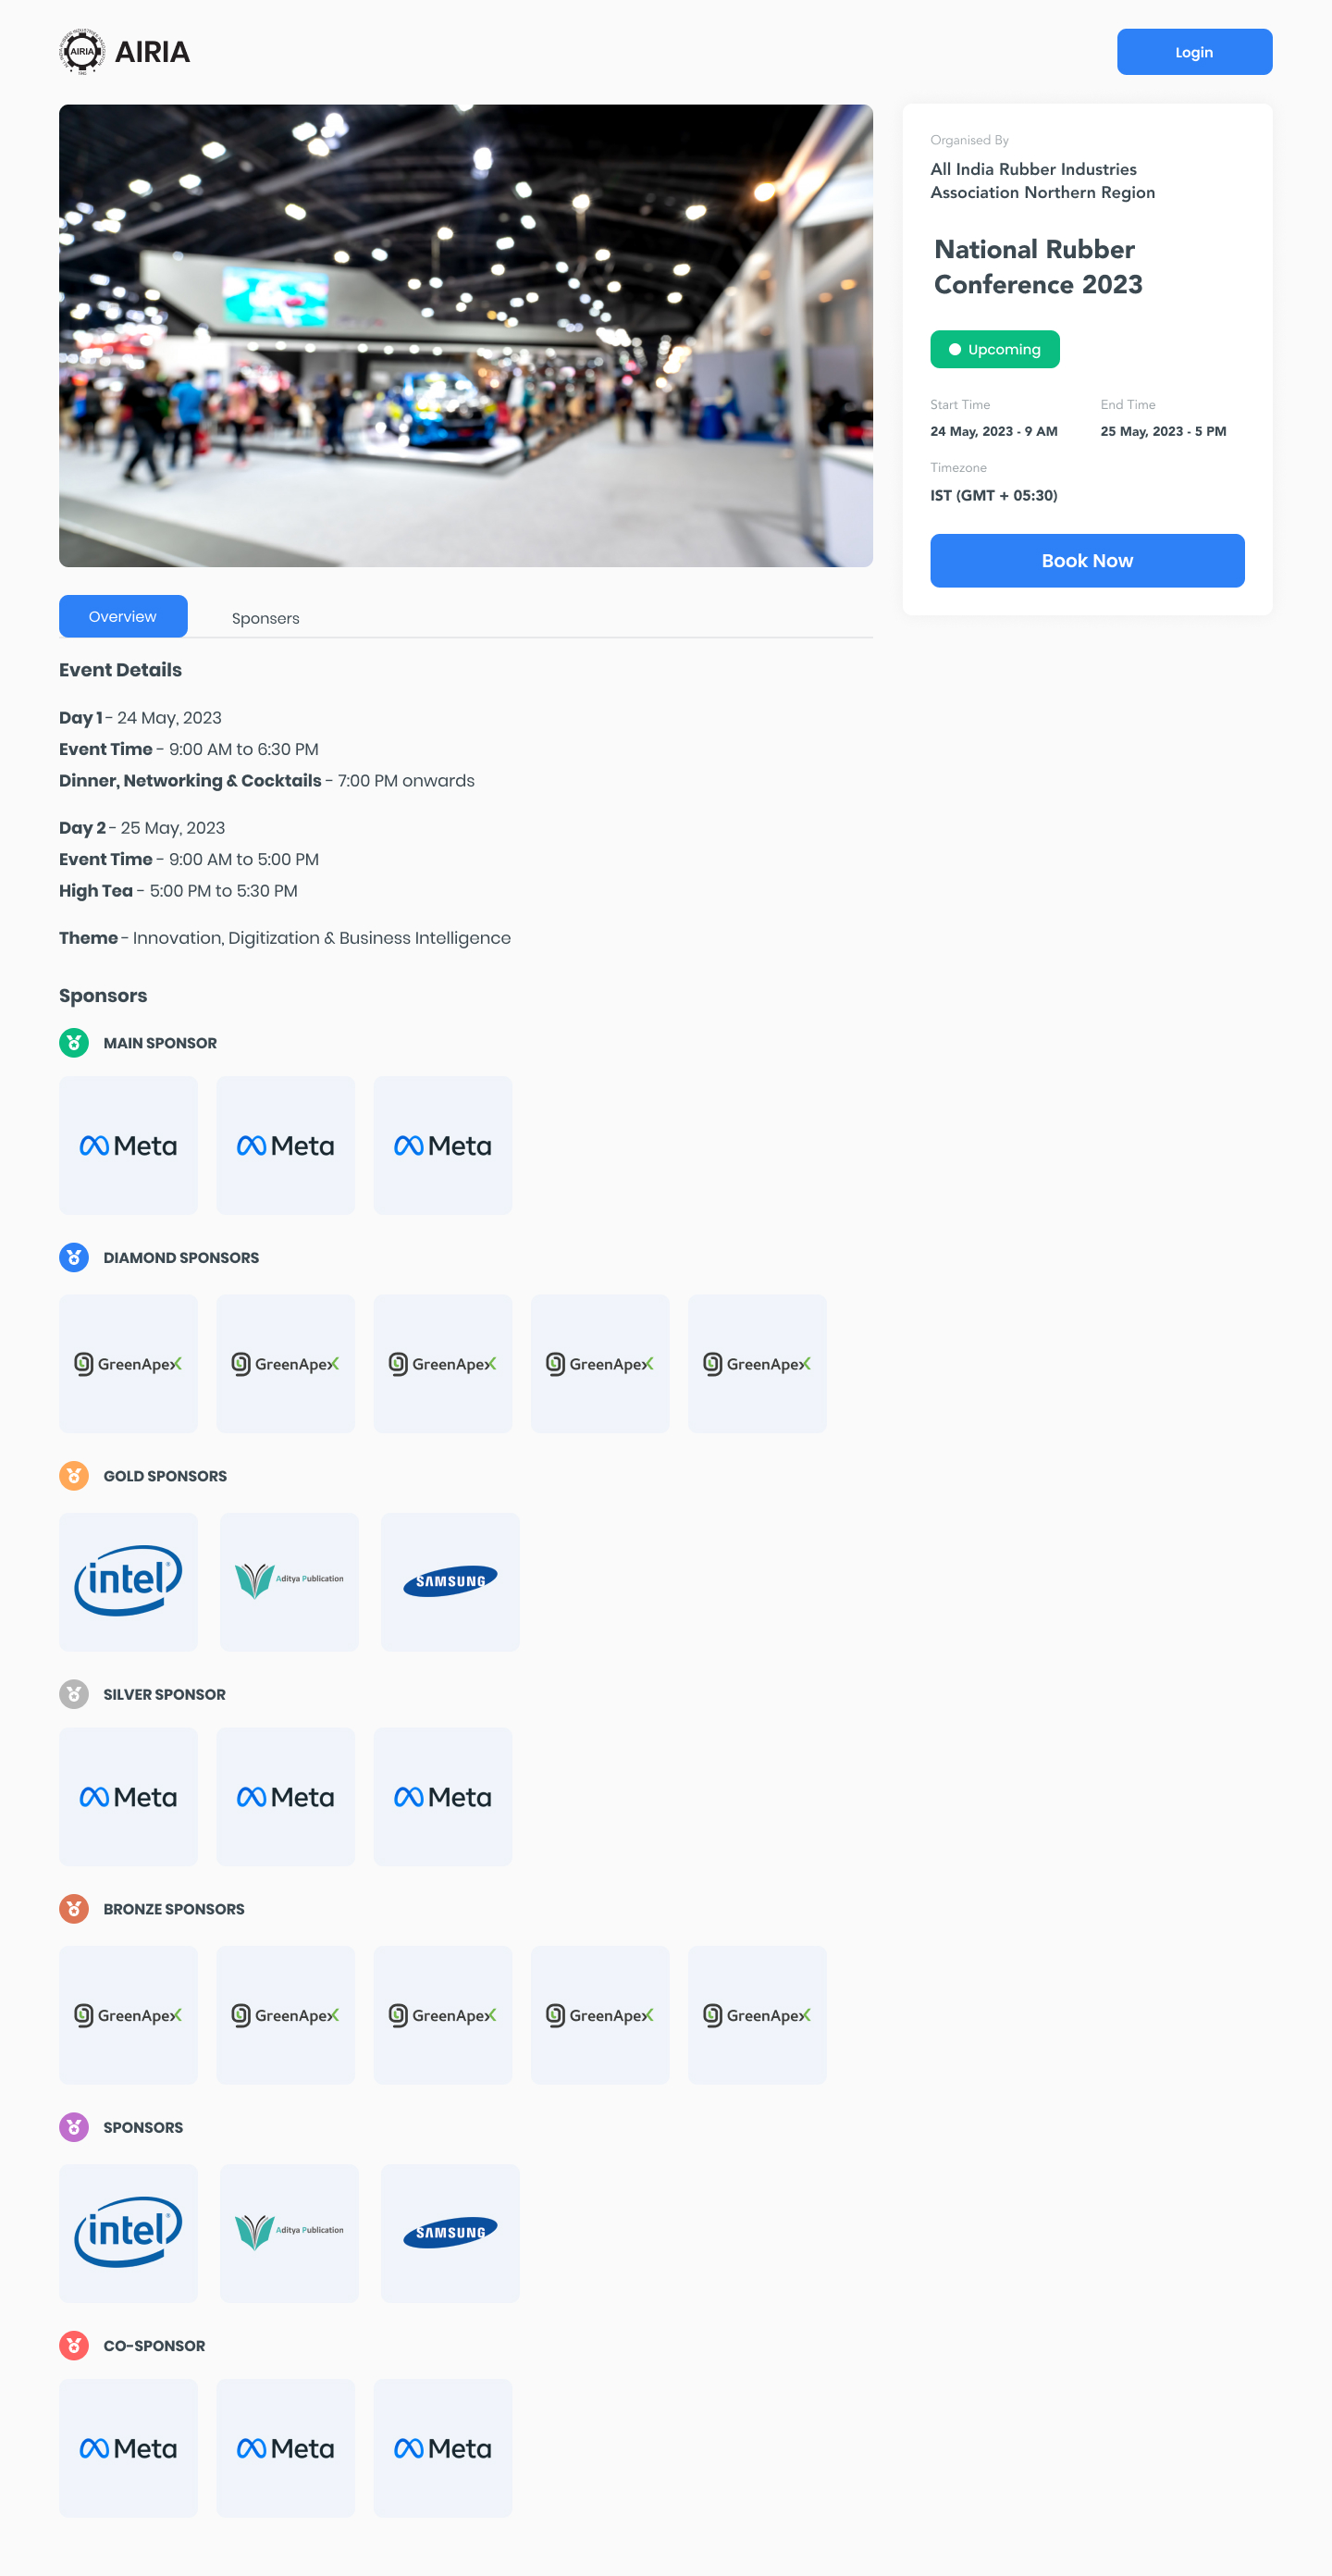 AIRIA
AIRIA
Login
Organised By
All India Rubber Industries
Association Northern Region
National Rubber
Conference 2023
Upcoming
Start Time
End Time
24 May, 2023 - 9 AM
25 May, 2023 - 5 PM
Timezone
IST (GMT + 05:30)
Book Now
Overview
Sponsers
Event Details
Day 1 - 24 May, 2023
Event Time - 9:00 AM to 6:30 PM
Dinner, Networking & Cocktails - 7:00 PM onwards
Day 2 - 25 May, 2023
Event Time - 9:00 AM to 5:00 PM
High Tea - 5:00 PM to 5:30 PM
Theme - Innovation, Digitization & Business Intelligence
Sponsors
MAIN SPONSOR
Meta
Meta
Meta
DIAMOND SPONSORS
GreenApex
GreenApex
GreenApex
GreenApex
GreenApex
GOLD SPONSORS
intel
Aditya Publication
SAMSUNG
SILVER SPONSOR
Meta
Meta
Meta
BRONZE SPONSORS
GreenApex
GreenApex
GreenApex
GreenApex
GreenApex
SPONSORS
intel
Aditya Publication
SAMSUNG
CO-SPONSOR
Meta
Meta
Meta